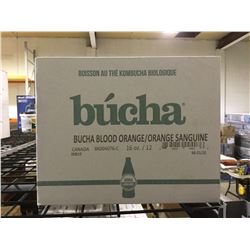 BOISSON AU THÉ KOMBUCHA BIOLOGIQUE
búcha
BUCHA BLOOD ORANGE/ORANGE SANGUINE
CANADA 16 oz. / 12